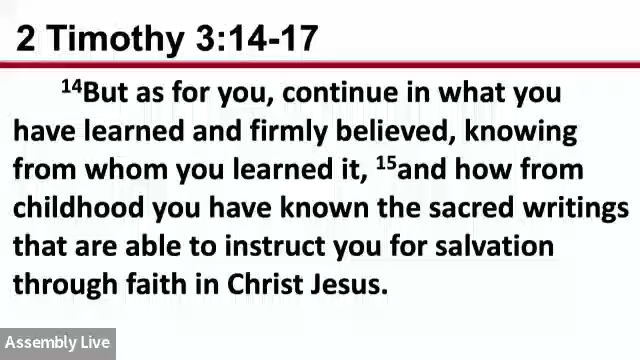 2 Timothy 3:14-17
¹⁴But as for you, continue in what you
have learned and firmly believed, knowing
from whom you learned it, ¹⁵and how from
childhood you have known the sacred writings
that are able to instruct you for salvation
through faith in Christ Jesus.
Assembly Live